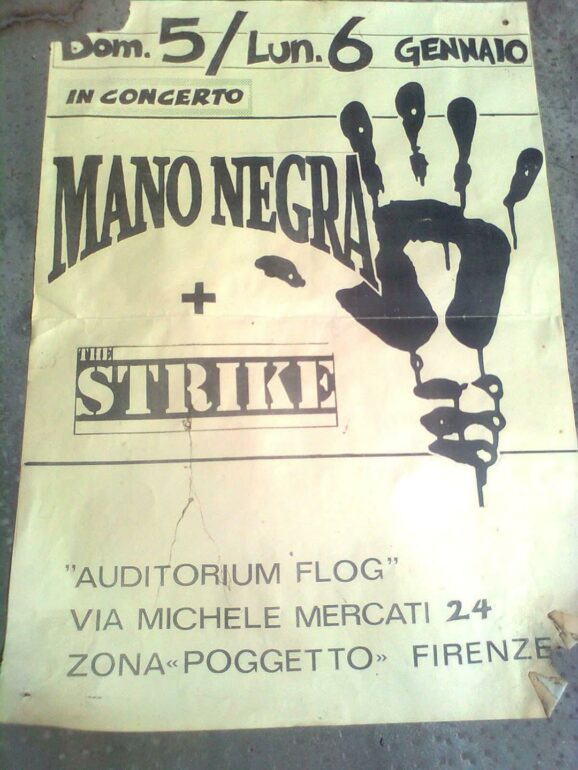 Dom. 5/Lun. 6 GENNAIO
IN CONCERTO
MANO NEGRA
+
THE
STRIKE
"AUDITORIUM FLOG"
VIA MICHELE MERCATI 24
ZONA «POGGETTO» FIRENZE